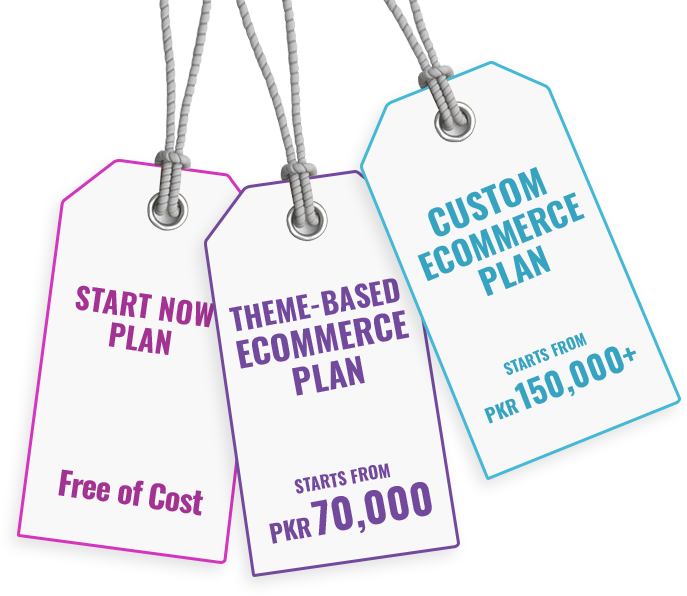 START NOW
PLAN
Free of Cost
THEME-BASED
ECOMMERCE
PLAN
STARTS FROM
PKR 70,000
CUSTOM
ECOMMERCE
PLAN
STARTS FROM
PKR 150,000+